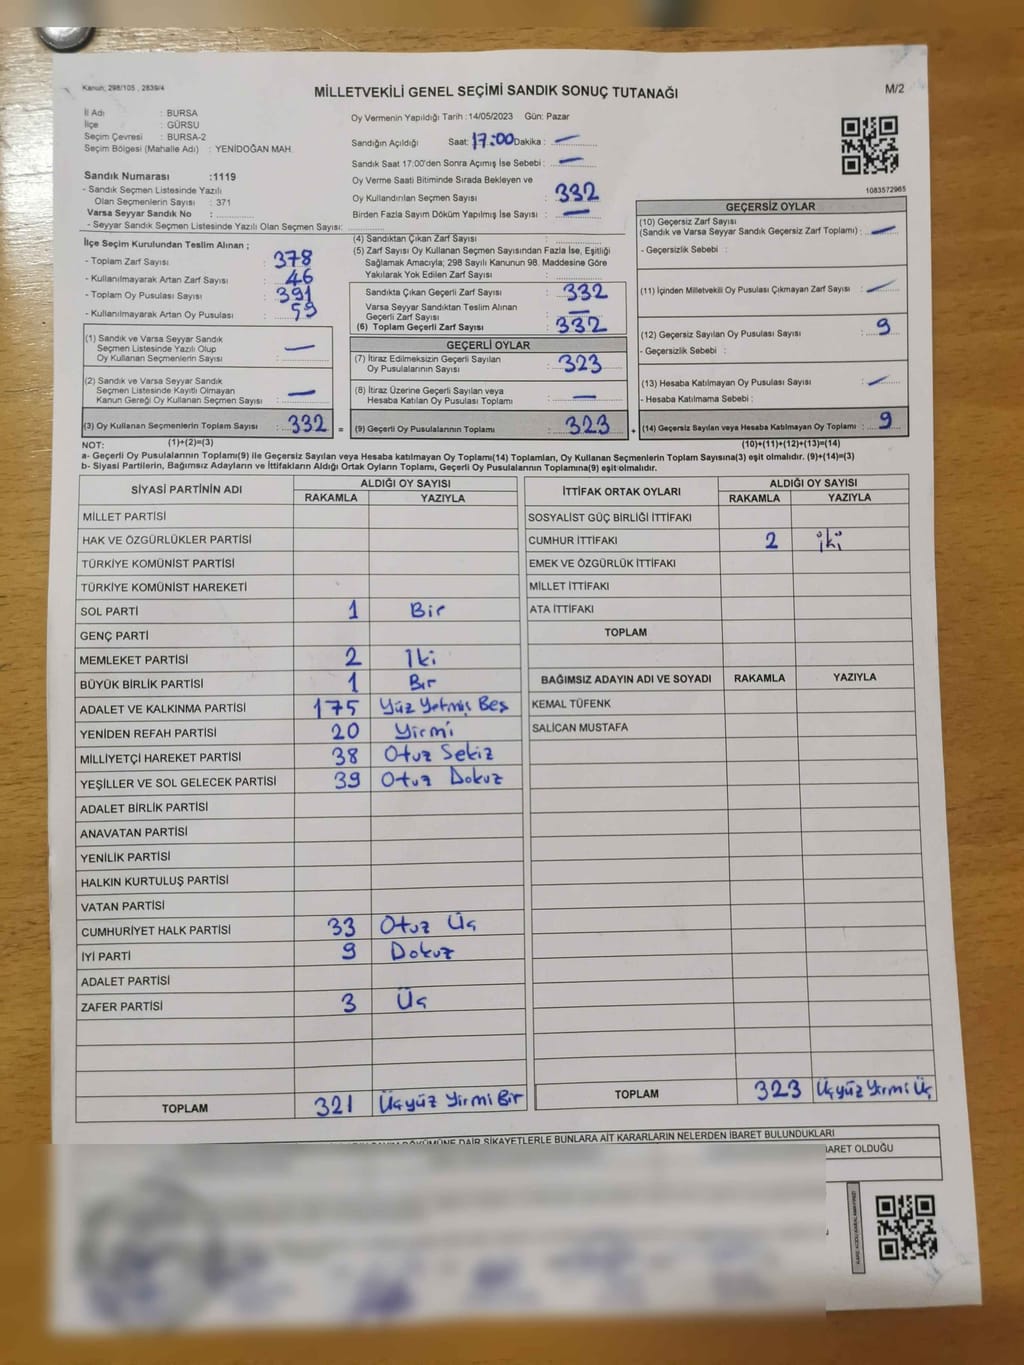 Kanun; 298/105 , 2839/4
MİLLETVEKİLİ GENEL SEÇİMİ SANDIK SONUÇ TUTANAĞI
M/2
İl Adı : BURSA
İlçe : GÜRSU
Seçim Çevresi : BURSA-2
Seçim Bölgesi (Mahalle Adı) : YENİDOĞAN MAH.
Oy Vermenin Yapıldığı Tarih : 14/05/2023 Gün: Pazar
Sandığın Açıldığı Saat: 17:00 Dakika : —
Sandık Saat 17:00'den Sonra Açımış İse Sebebi : —
Sandık Numarası :1119
- Sandık Seçmen Listesinde Yazılı
Olan Seçmenlerin Sayısı : 371
Varsa Seyyar Sandık No :
- Seyyar Sandık Seçmen Listesinde Yazılı Olan Seçmen Sayısı:
Oy Verme Saati Bitiminde Sırada Bekleyen ve
Oy Kullandırılan Seçmen Sayısı : 332
Birden Fazla Sayım Döküm Yapılmış İse Sayısı : —
1083572965
İlçe Seçim Kurulundan Teslim Alınan ;
- Toplam Zarf Sayısı : 378
- Kullanılmayarak Artan Zarf Sayısı : 46
- Toplam Oy Pusulası Sayısı : 391
- Kullanılmayarak Artan Oy Pusulası : 59
(1) Sandık ve Varsa Seyyar Sandık
Seçmen Listesinde Yazılı Olup
Oy Kullanan Seçmenlerin Sayısı : —
(2) Sandık ve Varsa Seyyar Sandık
Seçmen Listesinde Kayıtlı Olmayan
Kanun Gereği Oy Kullanan Seçmen Sayısı : —
(3) Oy Kullanan Seçmenlerin Toplam Sayısı : 332 =
(1)+(2)=(3)
(4) Sandıktan Çıkan Zarf Sayısı :
(5) Zarf Sayısı Oy Kullanan Seçmen Sayısından Fazla İse, Eşitliği
Sağlamak Amacıyla; 298 Sayılı Kanunun 98. Maddesine Göre
Yakılarak Yok Edilen Zarf Sayısı :
Sandıkta Çıkan Geçerli Zarf Sayısı : 332
Varsa Seyyar Sandıktan Teslim Alınan
Geçerli Zarf Sayısı : —
(6) Toplam Geçerli Zarf Sayısı : 332
GEÇERLİ OYLAR
(7) İtiraz Edilmeksizin Geçerli Sayılan
Oy Pusulalarının Sayısı : 323
(8) İtiraz Üzerine Geçerli Sayılan veya
Hesaba Katılan Oy Pusulası Toplamı : —
(9) Geçerli Oy Pusulalarının Toplamı : 323 +
GEÇERSİZ OYLAR
(10) Geçersiz Zarf Sayısı
(Sandık ve Varsa Seyyar Sandık Geçersiz Zarf Toplamı) : —
- Geçersizlik Sebebi :
(11) İçinden Milletvekili Oy Pusulası Çıkmayan Zarf Sayısı : —
(12) Geçersiz Sayılan Oy Pusulası Sayısı : 9
- Geçersizlik Sebebi :
(13) Hesaba Katılmayan Oy Pusulası Sayısı : —
- Hesaba Katılmama Sebebi :
(14) Geçersiz Sayılan veya Hesaba Katılmayan Oy Toplamı : 9
(10)+(11)+(12)+(13)=(14)
NOT:
a- Geçerli Oy Pusulalarının Toplamı(9) ile Geçersiz Sayılan veya Hesaba katılmayan Oy Toplamı(14) Toplamları, Oy Kullanan Seçmenlerin Toplam Sayısına(3) eşit olmalıdır. (9)+(14)=(3)
b- Siyasi Partilerin, Bağımsız Adayların ve İttifakların Aldığı Ortak Oyların Toplamı, Geçerli Oy Pusulalarının Toplamına(9) eşit olmalıdır.
SİYASİ PARTİNİN ADI ALDIĞI OY SAYISI
RAKAMLA YAZIYLA
MİLLET PARTİSİ
HAK VE ÖZGÜRLÜKLER PARTİSİ
TÜRKİYE KOMÜNİST PARTİSİ
TÜRKİYE KOMÜNİST HAREKETİ
SOL PARTİ 1 Bir
GENÇ PARTİ
MEMLEKET PARTİSİ 2 İki
BÜYÜK BİRLİK PARTİSİ 1 Bir
ADALET VE KALKINMA PARTİSİ 175 Yüz Yetmiş Beş
YENİDEN REFAH PARTİSİ 20 Yirmi
MİLLİYETÇİ HAREKET PARTİSİ 38 Otuz Sekiz
YEŞİLLER VE SOL GELECEK PARTİSİ 39 Otuz Dokuz
ADALET BİRLİK PARTİSİ
ANAVATAN PARTİSİ
YENİLİK PARTİSİ
HALKIN KURTULUŞ PARTİSİ
VATAN PARTİSİ
CUMHURİYET HALK PARTİSİ 33 Otuz Üç
İYİ PARTİ 9 Dokuz
ADALET PARTİSİ
ZAFER PARTİSİ 3 Üç
TOPLAM 321 Üçyüz Yirmi Bir
İTTİFAK ORTAK OYLARI ALDIĞI OY SAYISI
RAKAMLA YAZIYLA
SOSYALİST GÜÇ BİRLİĞİ İTTİFAKI
CUMHUR İTTİFAKI 2 iki
EMEK VE ÖZGÜRLÜK İTTİFAKI
MİLLET İTTİFAKI
ATA İTTİFAKI
TOPLAM
BAĞIMSIZ ADAYIN ADI VE SOYADI RAKAMLA YAZIYLA
KEMAL TÜFENK
SALİCAN MUSTAFA
TOPLAM 323 Üçyüz Yirmi Üç
DÖKÜMÜNE DAİR ŞİKAYETLERLE BUNLARA AİT KARARLARIN NELERDEN İBARET BULUNDUKLARI
İBARET OLDUĞU